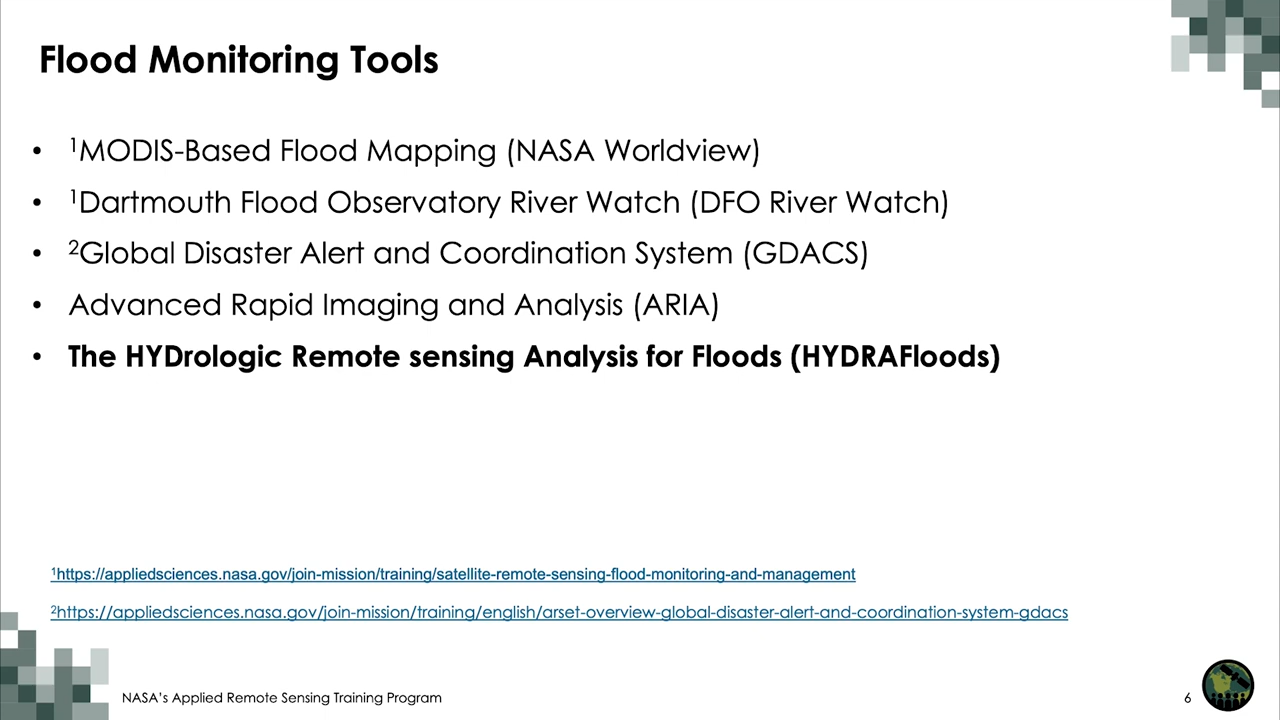 Flood Monitoring Tools
• ¹MODIS-Based Flood Mapping (NASA Worldview)
• ¹Dartmouth Flood Observatory River Watch (DFO River Watch)
• ²Global Disaster Alert and Coordination System (GDACS)
• Advanced Rapid Imaging and Analysis (ARIA)
• The HYDrologic Remote sensing Analysis for Floods (HYDRAFloods)
¹https://appliedsciences.nasa.gov/join-mission/training/satellite-remote-sensing-flood-monitoring-and-management
²https://appliedsciences.nasa.gov/join-mission/training/english/arset-overview-global-disaster-alert-and-coordination-system-gdacs
NASA’s Applied Remote Sensing Training Program
6